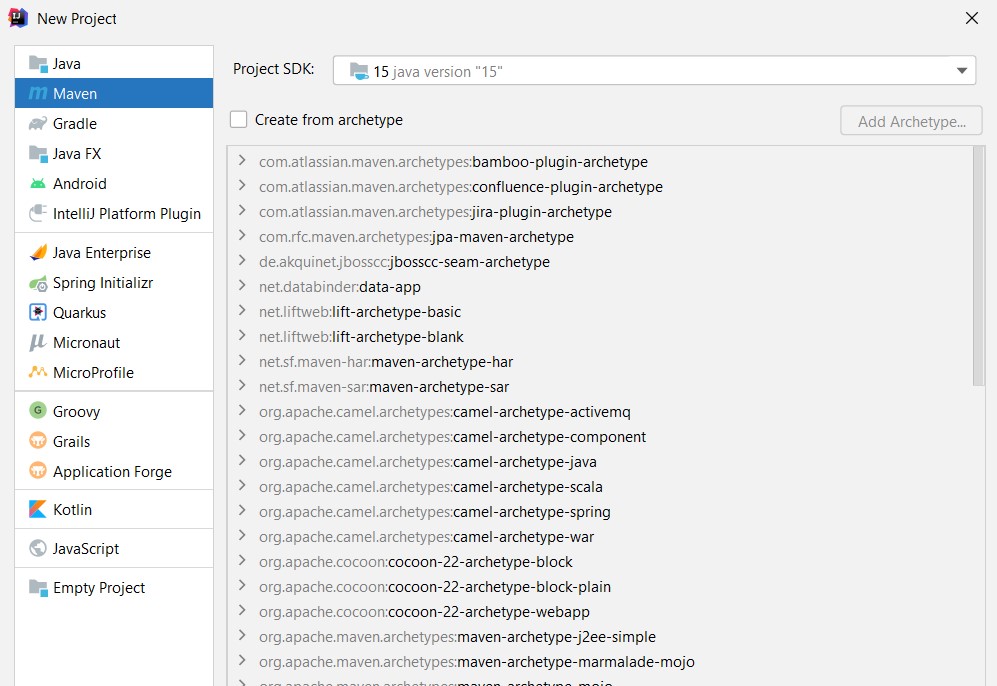 New Project
Java
Maven
Gradle
Java FX
Android
IntelliJ Platform Plugin
Java Enterprise
Spring Initializr
Quarkus
Micronaut
MicroProfile
Groovy
Grails
Application Forge
Kotlin
JavaScript
Empty Project
Project SDK: 15 java version "15"
Create from archetype
Add Archetype...
com.atlassian.maven.archetypes:bamboo-plugin-archetype
com.atlassian.maven.archetypes:confluence-plugin-archetype
com.atlassian.maven.archetypes:jira-plugin-archetype
com.rfc.maven.archetypes:jpa-maven-archetype
de.akquinet.jbosscc:jbosscc-seam-archetype
net.databinder:data-app
net.liftweb:lift-archetype-basic
net.liftweb:lift-archetype-blank
net.sf.maven-har:maven-archetype-har
net.sf.maven-sar:maven-archetype-sar
org.apache.camel.archetypes:camel-archetype-activemq
org.apache.camel.archetypes:camel-archetype-component
org.apache.camel.archetypes:camel-archetype-java
org.apache.camel.archetypes:camel-archetype-scala
org.apache.camel.archetypes:camel-archetype-spring
org.apache.camel.archetypes:camel-archetype-war
org.apache.cocoon:cocoon-22-archetype-block
org.apache.cocoon:cocoon-22-archetype-block-plain
org.apache.cocoon:cocoon-22-archetype-webapp
org.apache.maven.archetypes:maven-archetype-j2ee-simple
org.apache.maven.archetypes:maven-archetype-marmalade-mojo
org.apache.maven.archetypes:maven-archetype-mojo